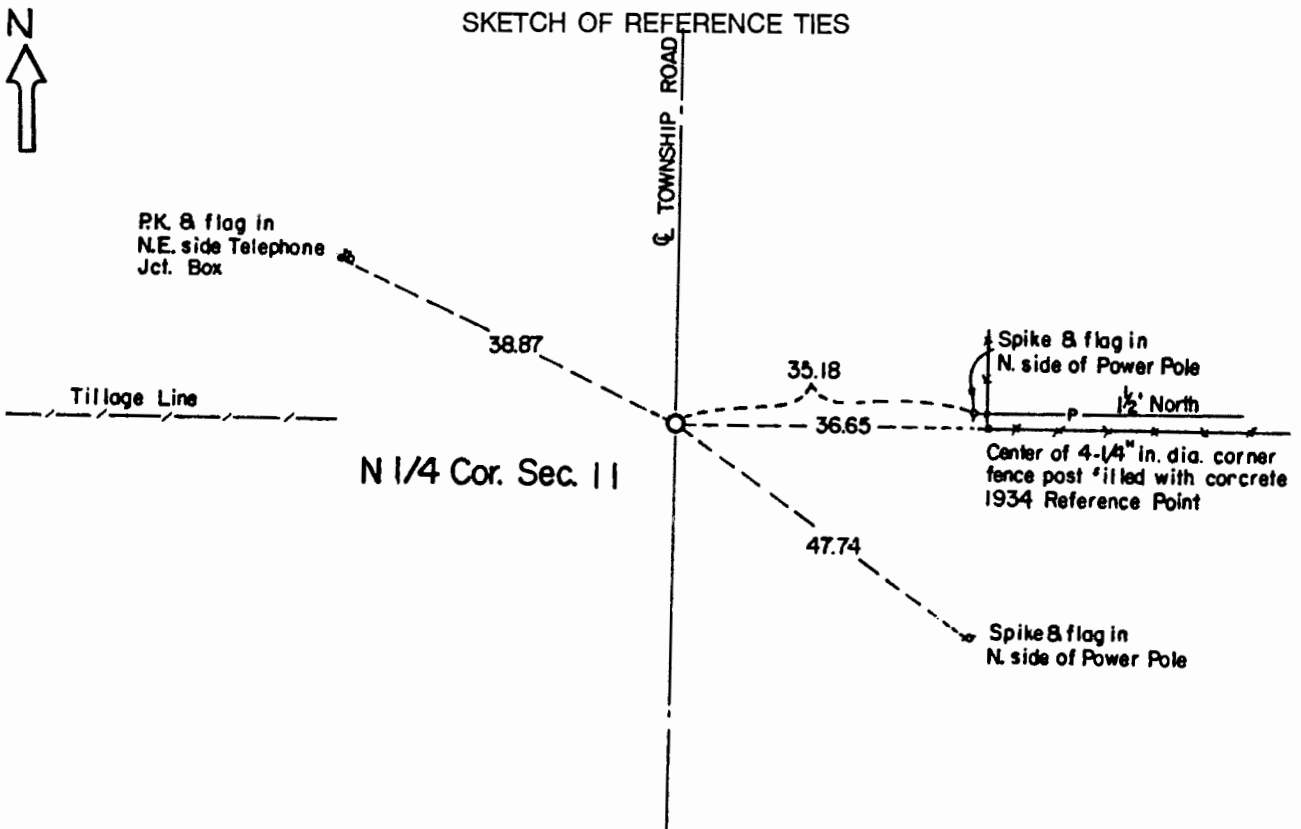 SKETCH OF REFERENCE TIES
N
℄ TOWNSHIP ROAD
P.K. & flag in
N.E. side Telephone
Jct. Box
38.87
Tillage Line
35.18
36.65
Spike & flag in
N. side of Power Pole
P
1½' North
N 1/4 Cor. Sec. 11
Center of 4-1/4" in. dia. corner
fence post filled with concrete
1934 Reference Point
47.74
Spike & flag in
N. side of Power Pole